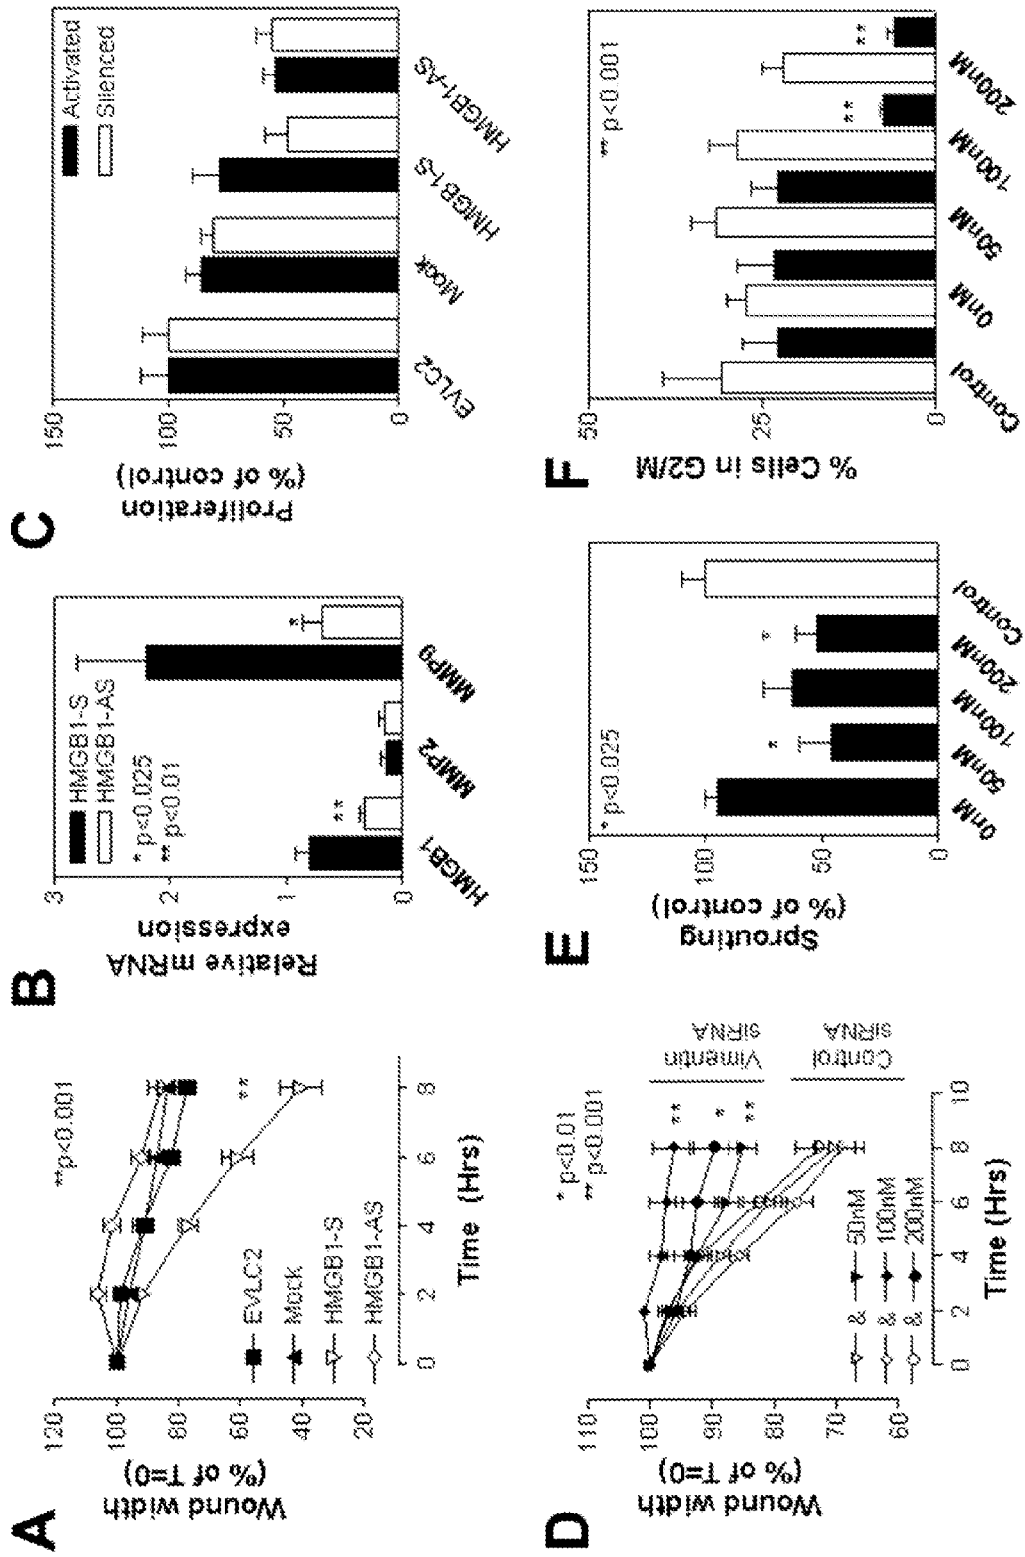 A
Wound width
(% of T=0)
120
100
80
60
40
20
**p<0.001
**
EVLC2
Mock
HMGB1-S
HMGB1-AS
0
2
4
6
8
Time (Hrs)
B
Relative mRNA
expression
3
2
1
0
HMGB1-S
HMGB1-AS
* p<0.025
** p<0.01
**
*
HMGB1
MMP2
MMP9
C
Proliferation
(% of control)
150
100
50
0
Activated
Silenced
EVLC2
Mock
HMGB1-S
HMGB1-AS
D
Wound width
(% of T=0)
110
100
90
80
70
60
* p<0.01
** p<0.001
**
*
**
Vimentin
siRNA
Control
siRNA
& 50nM
& 100nM
& 200nM
0
2
4
6
8
10
Time (Hrs)
E
Sprouting
(% of control)
150
100
50
0
* p<0.025
*
*
0nM
50nM
100nM
200nM
Control
F
% Cells in G2/M
50
25
0
** p<0.001
**
**
Control
0nM
50nM
100nM
200nM